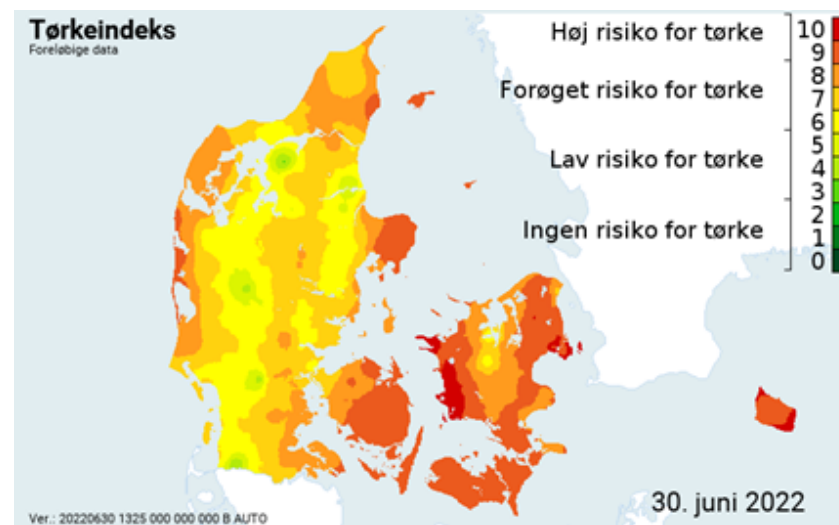 Tørkeindeks
Foreløbige data
Høj risiko for tørke
Forøget risiko for tørke
Lav risiko for tørke
Ingen risiko for tørke
10
9
8
7
6
5
4
3
2
1
0
30. juni 2022
Ver.: 20220630 1325 000 000 000 B AUTO